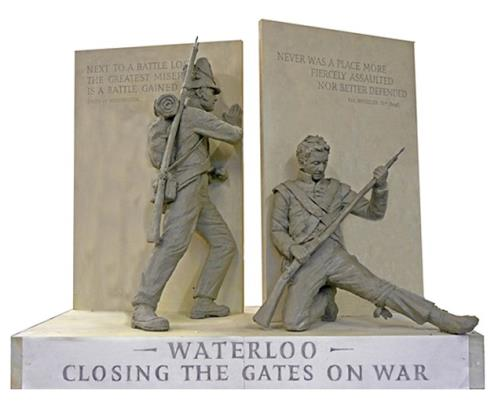 NEXT TO A BATTLE LO
THE GREATEST MISER
IS A BATTLE GAINED
NEVER WAS A PLACE MORE
FIERCELY ASSAULTED
NOR BETTER DEFENDED
— WATERLOO —
CLOSING THE GATES ON WAR